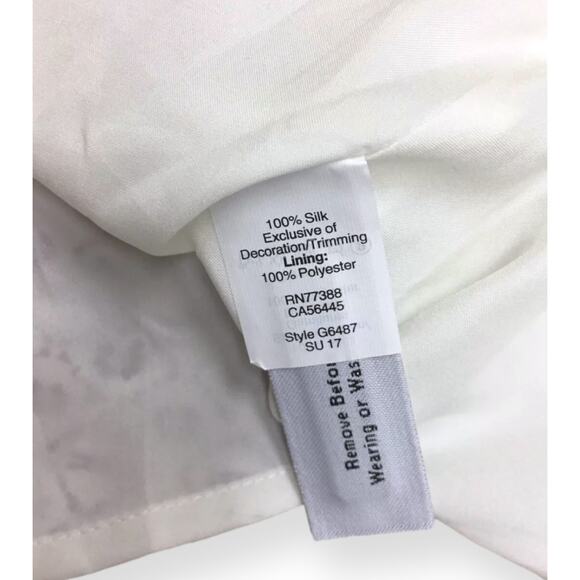 100% Silk
Exclusive of
Decoration/Trimming
Lining:
100% Polyester
RN77388
CA56445
Style G6487
SU 17
Remove Befor
Wearing or Was